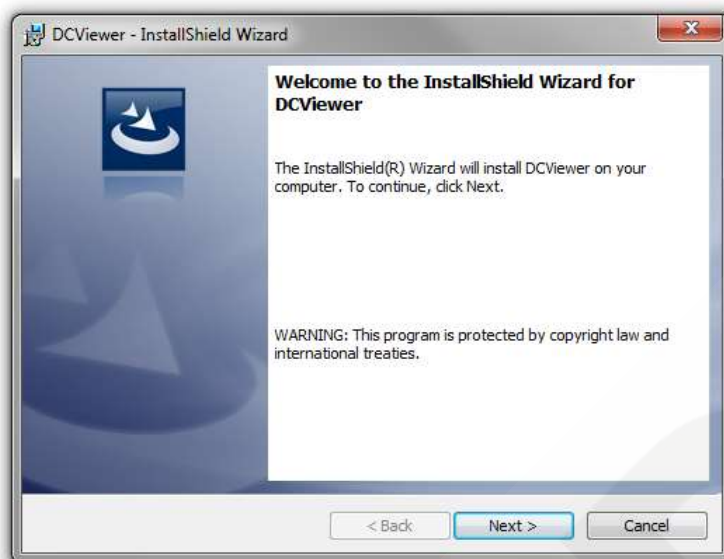 DCViewer - InstallShield Wizard
Welcome to the InstallShield Wizard for
DCViewer
The InstallShield(R) Wizard will install DCViewer on your
computer. To continue, click Next.
WARNING: This program is protected by copyright law and
international treaties.
< Back Next > Cancel